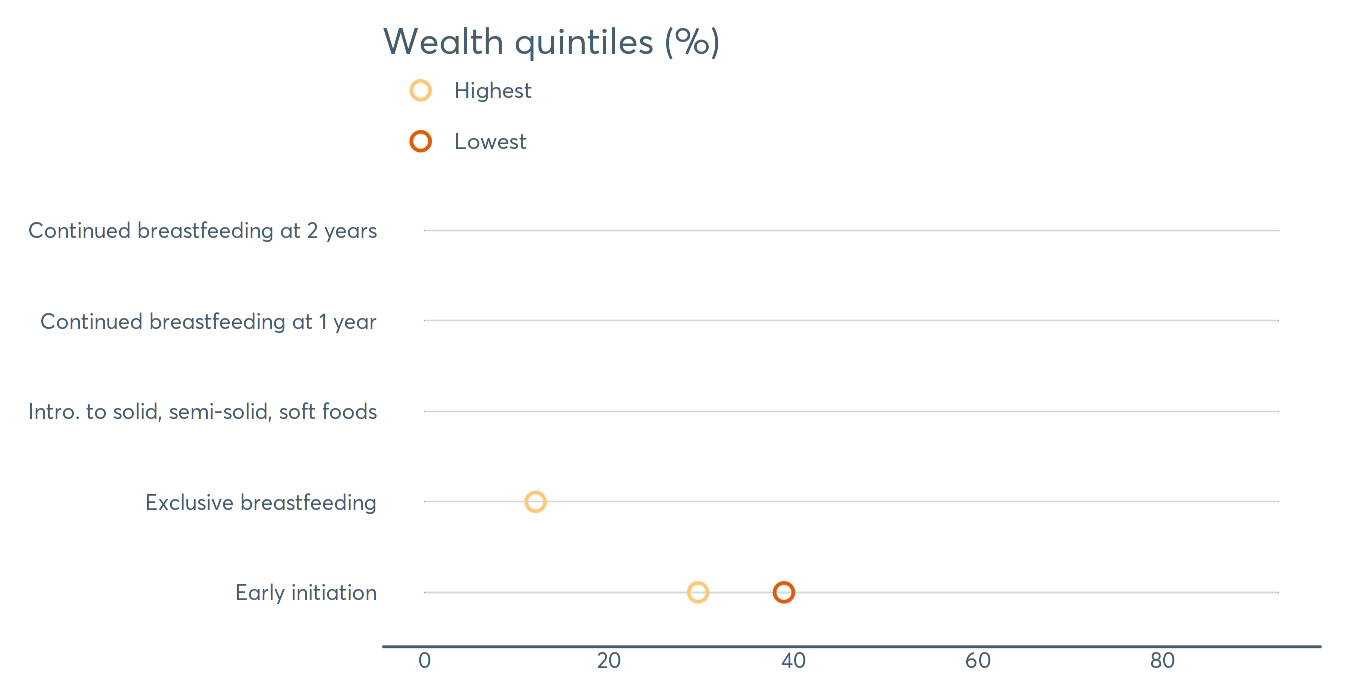 Wealth quintiles (%)
Highest
Lowest
Continued breastfeeding at 2 years
Continued breastfeeding at 1 year
Intro. to solid, semi-solid, soft foods
Exclusive breastfeeding
Early initiation
0 20 40 60 80